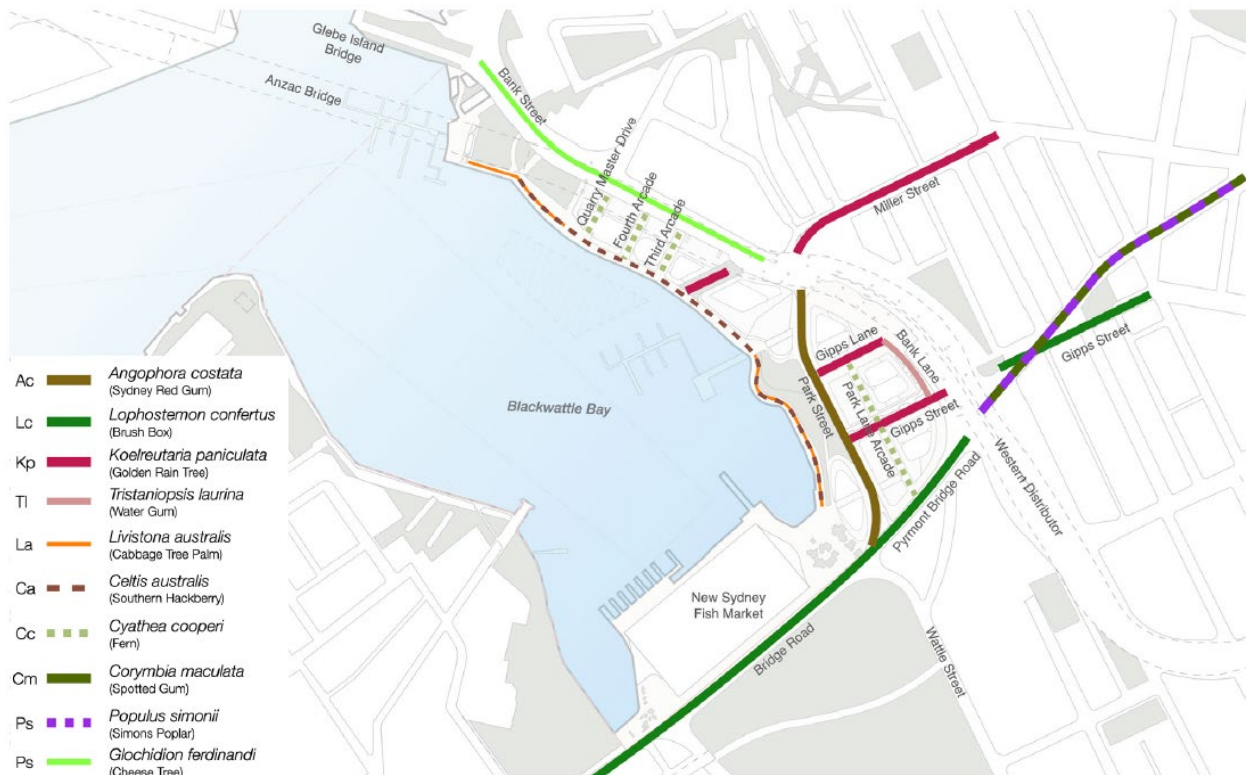 Glebe Island
Bridge
Anzac Bridge
Bank Street
Quarry Master Drive
Fourth Arcade
Third Arcade
Miller Street
Gipps Lane
Bank Lane
Gipps Street
Park Street
Park Lane Arcade
Gipps Street
Blackwattle Bay
Pyrmont Bridge Road
Western Distributor
New Sydney
Fish Market
Bridge Road
Wattle Street
Ac Angophora costata
(Sydney Red Gum)
Lc Lophostemon confertus
(Brush Box)
Kp Koelreutaria paniculata
(Golden Rain Tree)
Tl Tristaniopsis laurina
(Water Gum)
La Livistona australis
(Cabbage Tree Palm)
Ca Celtis australis
(Southern Hackberry)
Cc Cyathea cooperi
(Fern)
Cm Corymbia maculata
(Spotted Gum)
Ps Populus simonii
(Simons Poplar)
Ps Glochidion ferdinandi
(Cheese Tree)